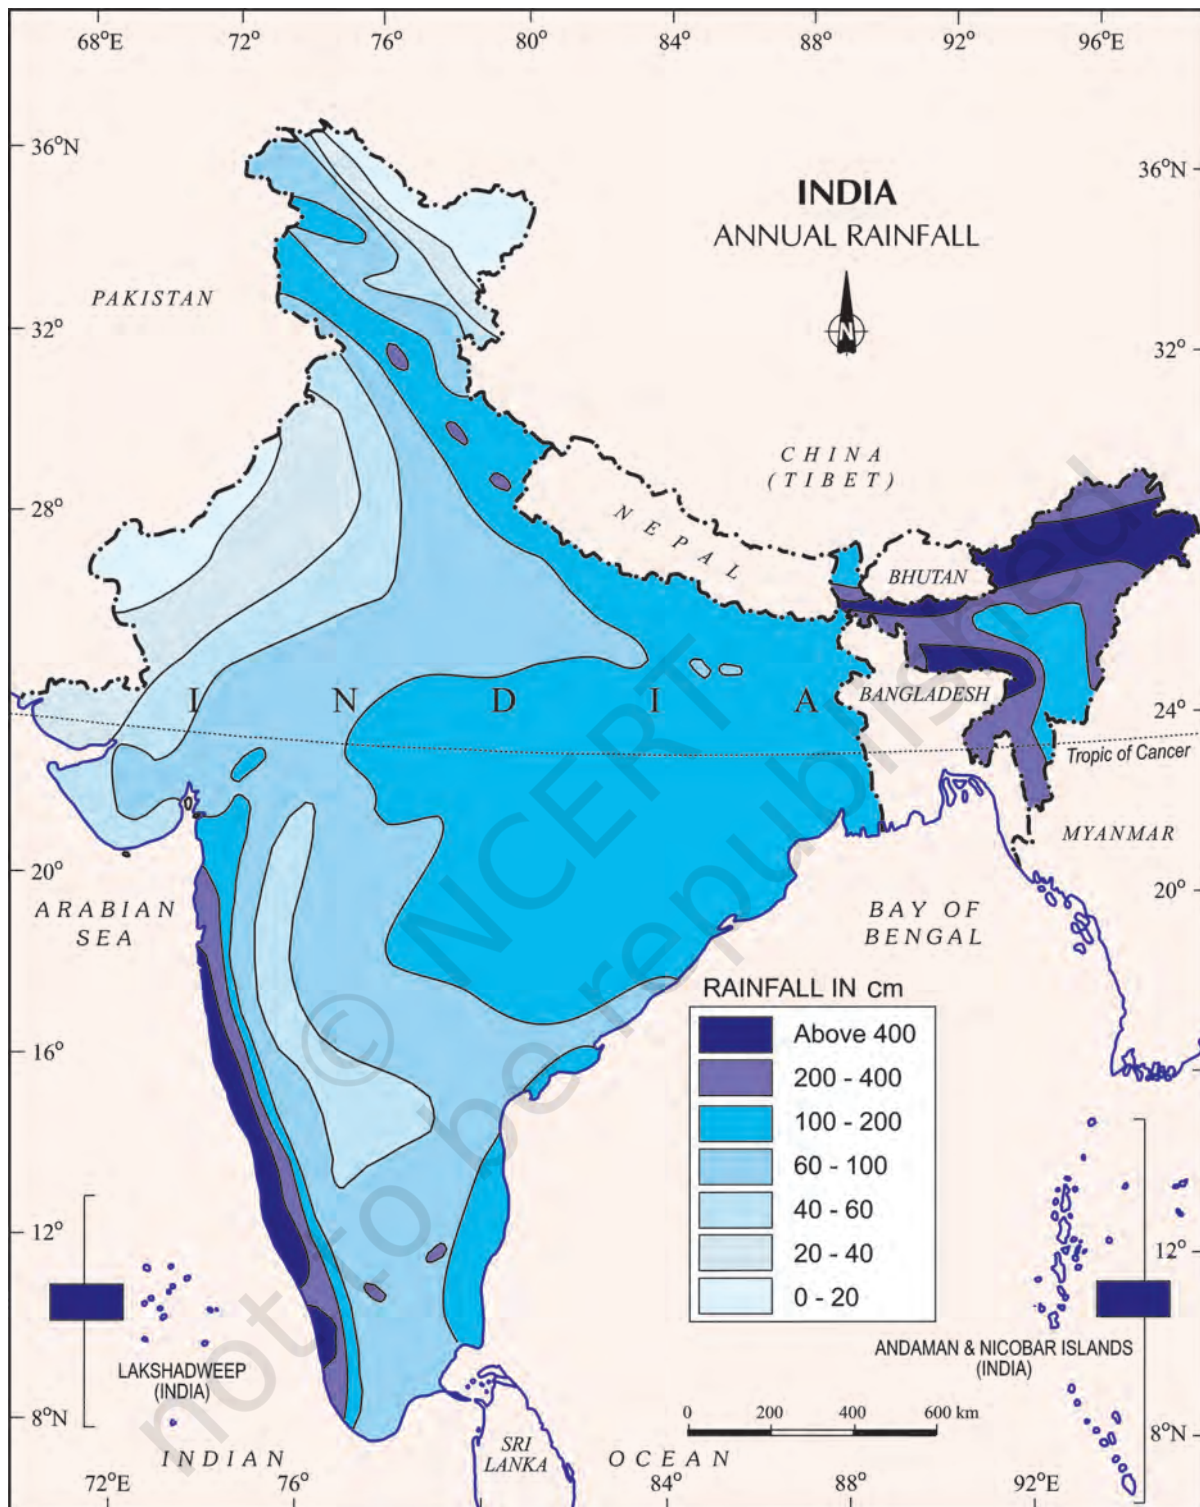 68°E 72° 76° 80° 84° 88° 92° 96°E
36°N
36°N
INDIA
ANNUAL RAINFALL
N
PAKISTAN
32°
32°
CHINA
(TIBET)
28°
28°
NEPAL
BHUTAN
I N D I A
BANGLADESH
24°
Tropic of Cancer
MYANMAR
20°
20°
ARABIAN
SEA
BAY OF
BENGAL
© NCERT
not to be republished
RAINFALL IN cm
Above 400
200 - 400
100 - 200
60 - 100
40 - 60
20 - 40
0 - 20
16°
12°
12°
LAKSHADWEEP
(INDIA)
ANDAMAN & NICOBAR ISLANDS
(INDIA)
0 200 400 600 km
8°N
8°N
SRI
LANKA
INDIAN OCEAN
72°E 76° 84° 88° 92°E